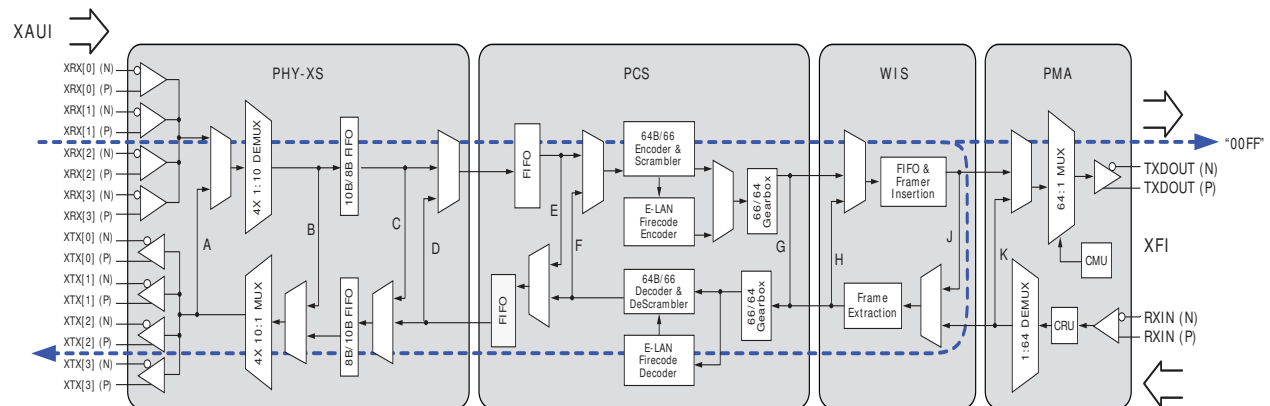 XAUI
PHY-XS
PCS
WIS
PMA
XRX[0] (N)
XRX[0] (P)
XRX[1] (N)
XRX[1] (P)
XRX[2] (N)
XRX[2] (P)
XRX[3] (N)
XRX[3] (P)
XTX[0] (N)
XTX[0] (P)
XTX[1] (N)
XTX[1] (P)
XTX[2] (N)
XTX[2] (P)
XTX[3] (N)
XTX[3] (P)
A
4X 1:10 DEMUX
4X 10:1 MUX
B
10B/ 8B FIFO
8B/ 10B FIFO
C
D
FIFO
FIFO
E
F
64B/66
Encoder &
Scrambler
E-LAN
Firecode
Encoder
64B/66
Decoder &
DeScrambler
E-LAN
Firecode
Decoder
66/64
Gearbox
66/64
Gearbox
G
H
FIFO &
Framer
Insertion
Frame
Extraction
J
K
64:1 MUX
1:64 DEMUX
CMU
CRU
"00FF"
TXDOUT (N)
TXDOUT (P)
XFI
RXIN (N)
RXIN (P)